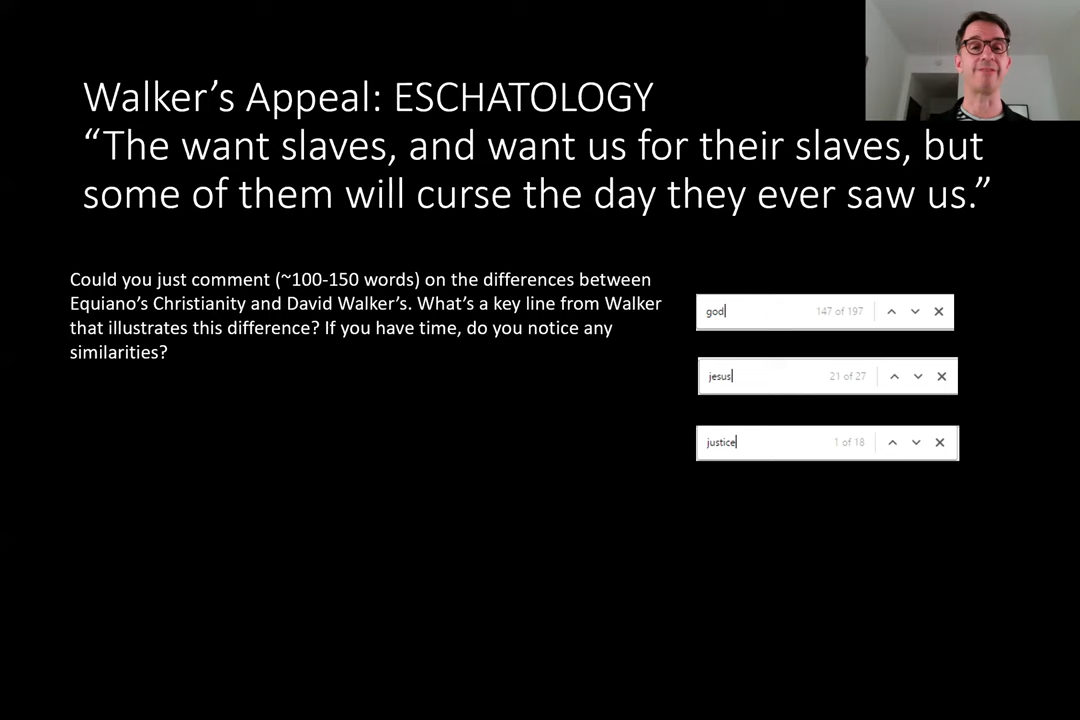 Walker’s Appeal: ESCHATOLOGY
“The want slaves, and want us for their slaves, but
some of them will curse the day they ever saw us.”
Could you just comment (~100-150 words) on the differences between
Equiano’s Christianity and David Walker’s. What’s a key line from Walker
that illustrates this difference? If you have time, do you notice any
similarities?
god 147 of 197
jesus 21 of 27
justice 1 of 18